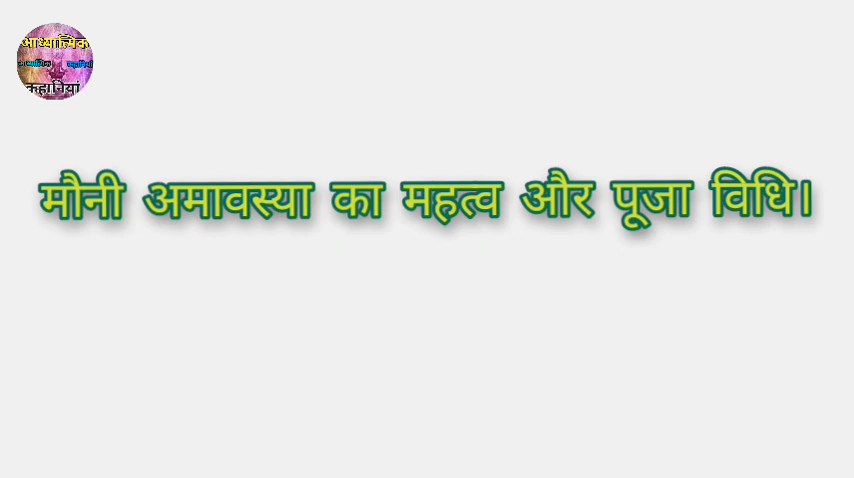 आध्यात्मिक
कहानियां
मौनी अमावस्या का महत्व और पूजा विधि।